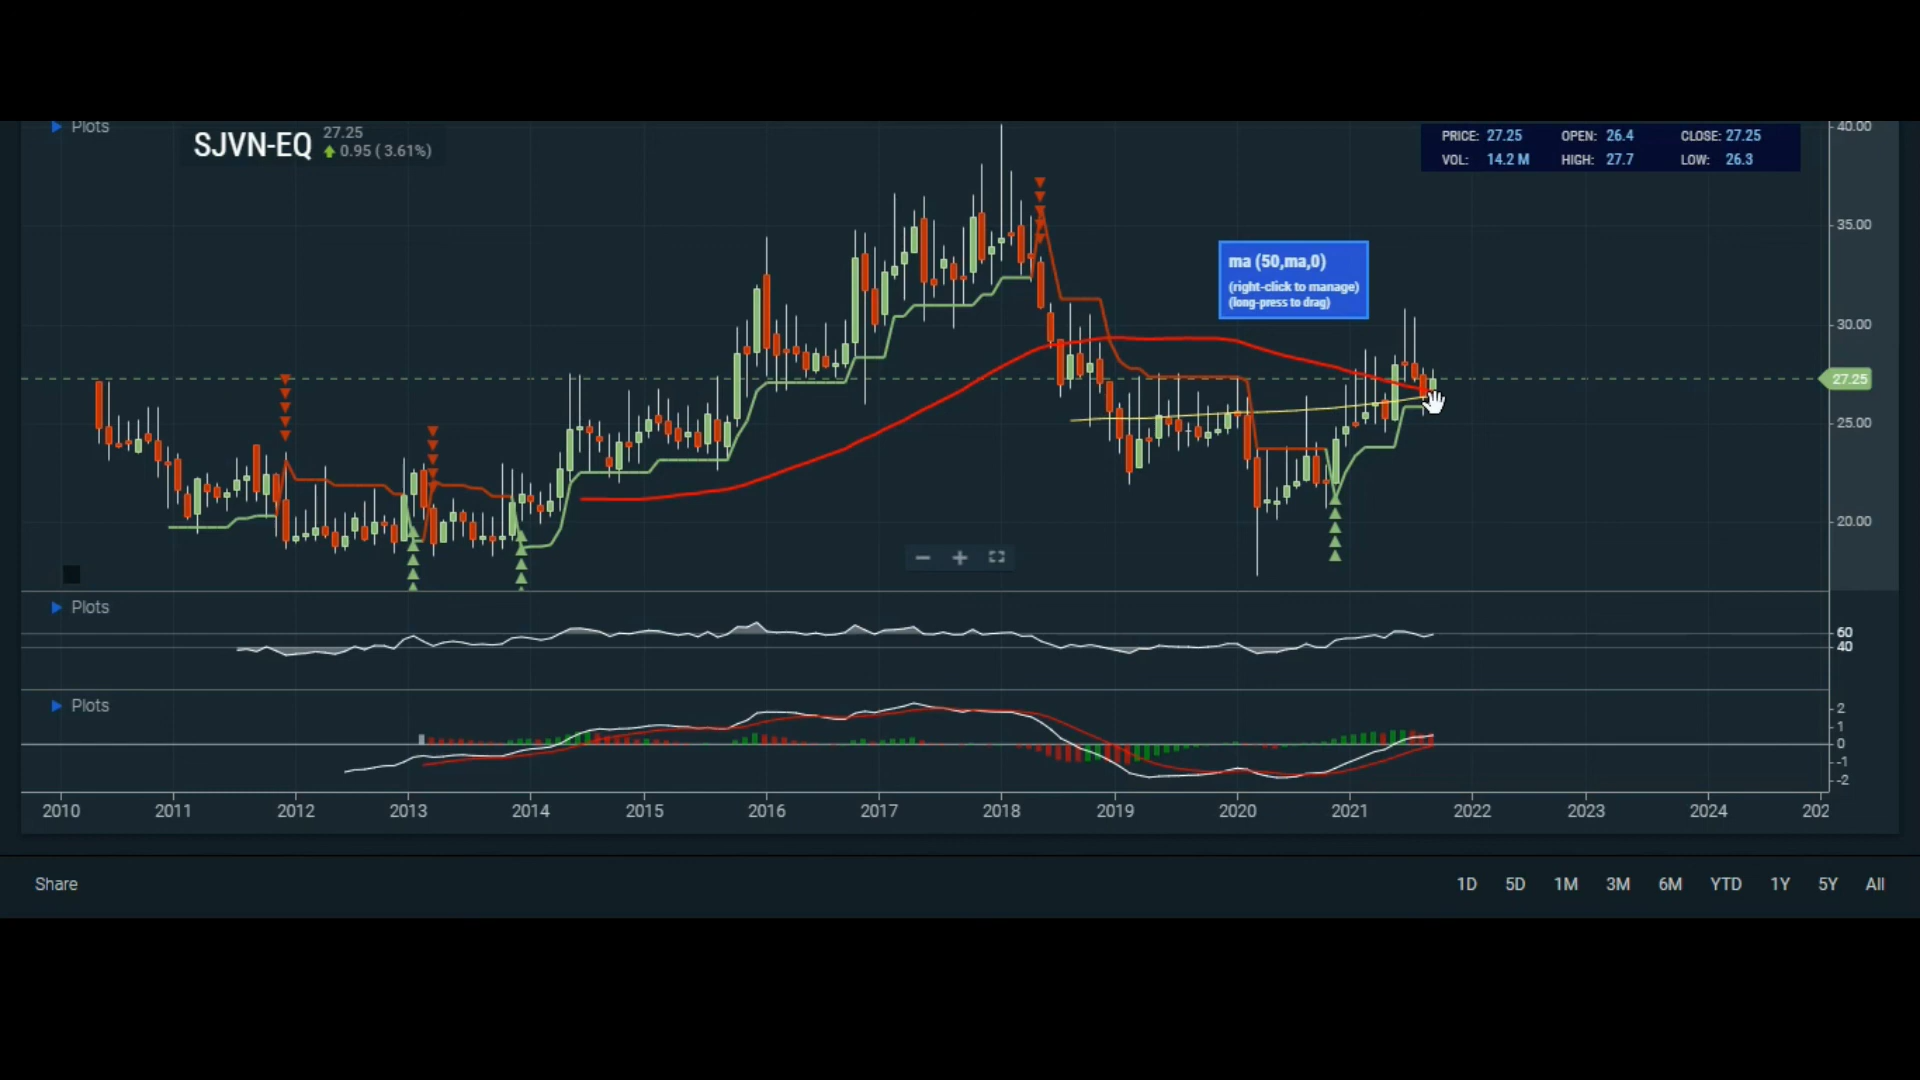 Plots
SJVN-EQ
27.25
0.95 ( 3.61%)
PRICE: 27.25 OPEN: 26.4 CLOSE: 27.25
VOL: 14.2 M HIGH: 27.7 LOW: 26.3
40.00
35.00
ma (50,ma,0)
(right-click to manage)
(long-press to drag)
30.00
27.25
25.00
20.00
Plots
60
40
Plots
2
1
0
-1
-2
2010 2011 2012 2013 2014 2015 2016 2017 2018 2019 2020 2021 2022 2023 2024 202
Share 1D 5D 1M 3M 6M YTD 1Y 5Y All